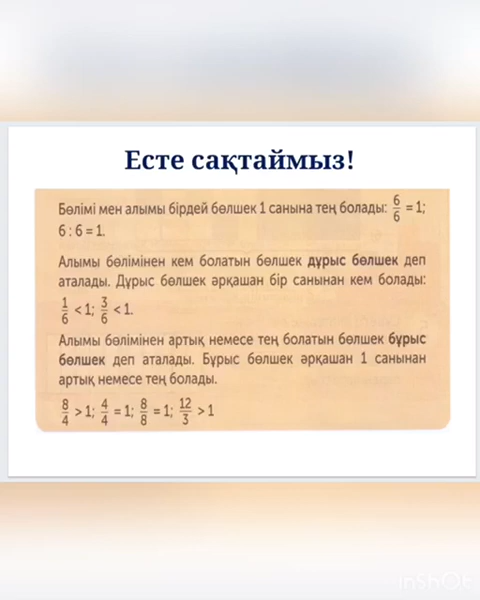 Есте сақтаймыз!
Бөлімі мен алымы бірдей бөлшек 1 санына тең болады: 6/6 = 1;
6 : 6 = 1.
Алымы бөлімінен кем болатын бөлшек дұрыс бөлшек деп
аталады. Дұрыс бөлшек әрқашан бір санынан кем болады:
1/6 < 1; 3/6 < 1.
Алымы бөлімінен артық немесе тең болатын бөлшек бұрыс
бөлшек деп аталады. Бұрыс бөлшек әрқашан 1 санынан
артық немесе тең болады.
8/4 > 1; 4/4 = 1; 8/8 = 1; 12/3 > 1
InShOt